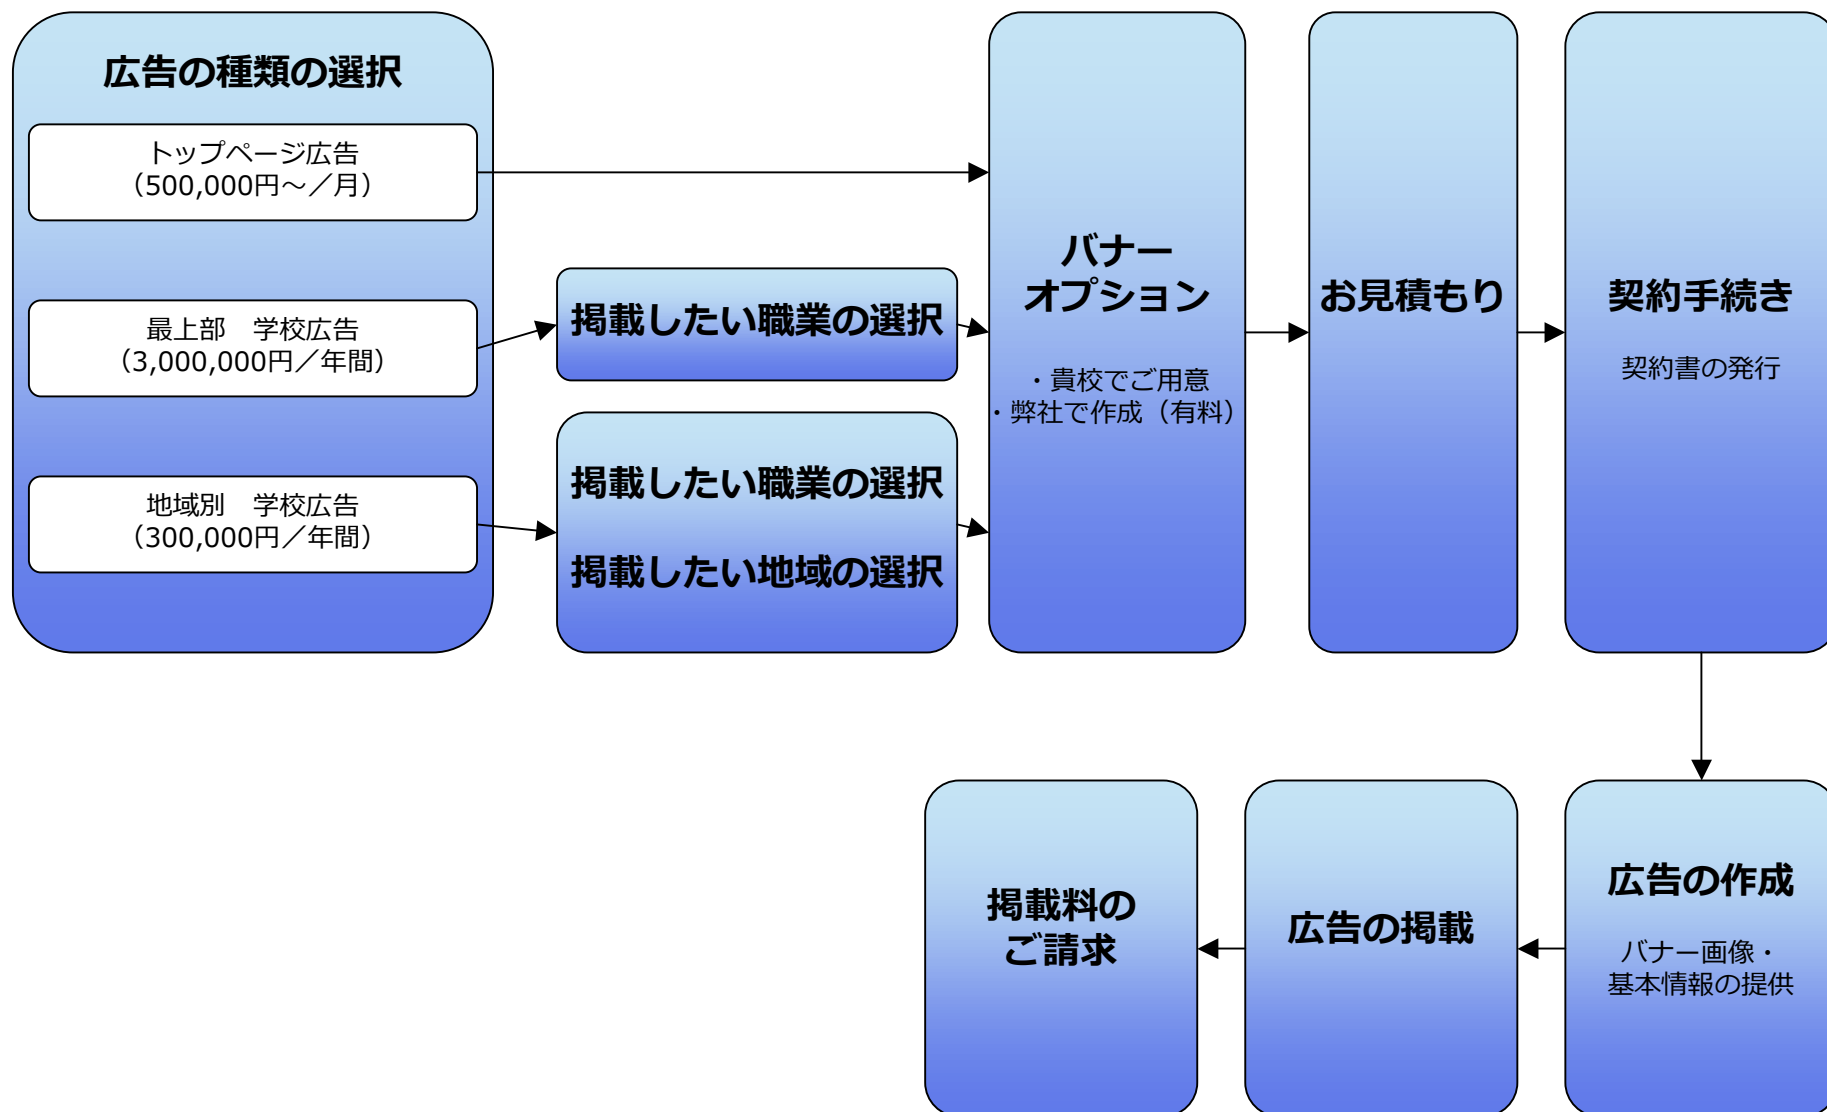 広告の種類の選択
トップページ広告
（500,000円～／月）
最上部　学校広告
（3,000,000円／年間）
地域別　学校広告
（300,000円／年間）
掲載したい職業の選択
掲載したい職業の選択
掲載したい地域の選択
バナー
オプション
・貴校でご用意
・弊社で作成（有料）
お見積もり
契約手続き
契約書の発行
広告の作成
バナー画像・
基本情報の提供
広告の掲載
掲載料の
ご請求